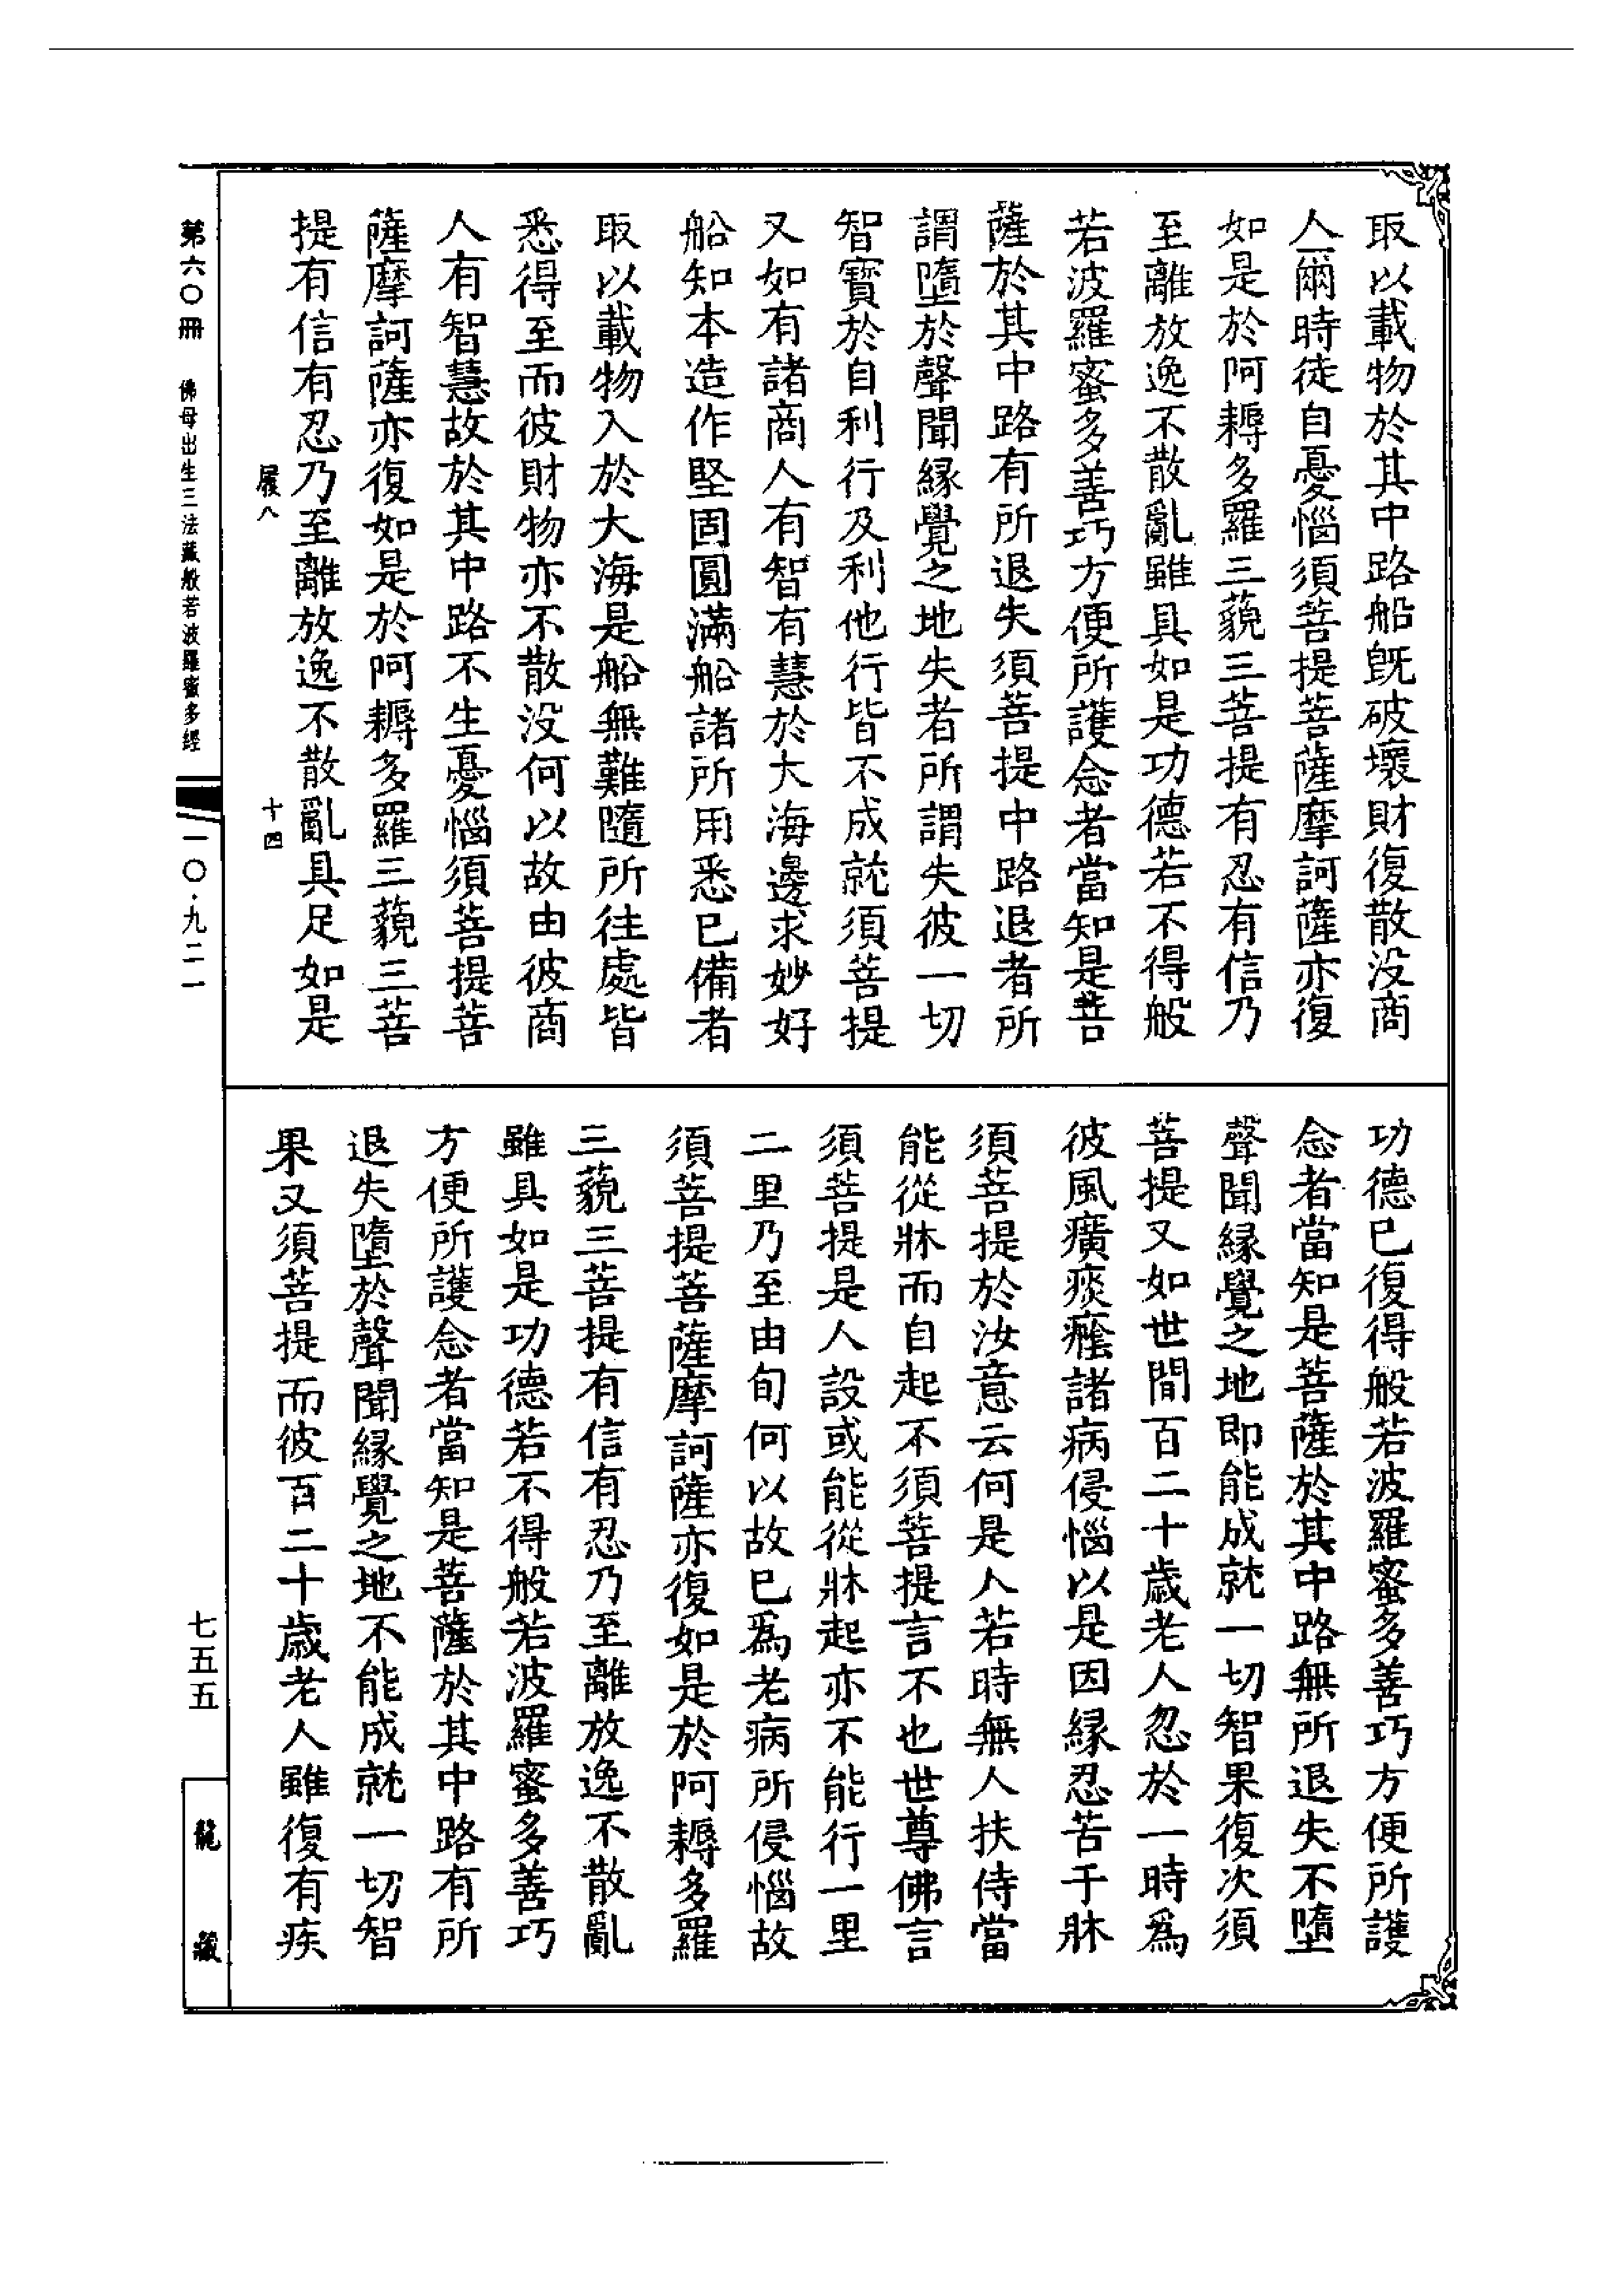 取以載物於其中路船既破壞財復散没商
人爾時徒自憂惱須菩提菩薩摩訶薩亦復
如是於阿耨多羅三藐三菩提有忍有信乃
至離放逸不散亂雖具如是功德若不得般
若波羅蜜多善巧方便所護念者當知是菩
薩於其中路有所退失須菩提中路退者所
謂墮於聲聞緣覺之地失者所謂失彼一切
智寶於自利行及利他行皆不成就須菩提
又如有諸商人有智有慧於大海邊求妙好
船知本造作堅固圓滿船諸所用悉已備者
取以載物入於大海是船無難隨所往處皆
悉得至而彼財物亦不散没何以故由彼商
人有智慧故於其中路不生憂惱須菩提菩
薩摩訶薩亦復如是於阿耨多羅三藐三菩
提有信有忍乃至離放逸不散亂具足如是
履八
十四
功德已復得般若波羅蜜多善巧方便所護
念者當知是菩薩於其中路無所退失不墮
聲聞緣覺之地即能成就一切智果復次須
菩提又如世間百二十歲老人忽於一時為
彼風癀痰癊諸病侵惱以是因緣忍苦于牀
須菩提於汝意云何是人若時無人扶侍當
能從牀而自起不須菩提言不也世尊佛言
須菩提是人設或能從牀起亦不能行一里
二里乃至由旬何以故已為老病所侵惱故
須菩提菩薩摩訶薩亦復如是於阿耨多羅
三藐三菩提有信有忍乃至離放逸不散亂
雖具如是功德若不得般若波羅蜜多善巧
方便所護念者當知是菩薩於其中路有所
退失墮於聲聞緣覺之地不能成就一切智
果又須菩提而彼百二十歲老人雖復有疾
第六〇冊 佛母出生三法藏般若波羅蜜多經
一〇·九二一
七五五
龍藏